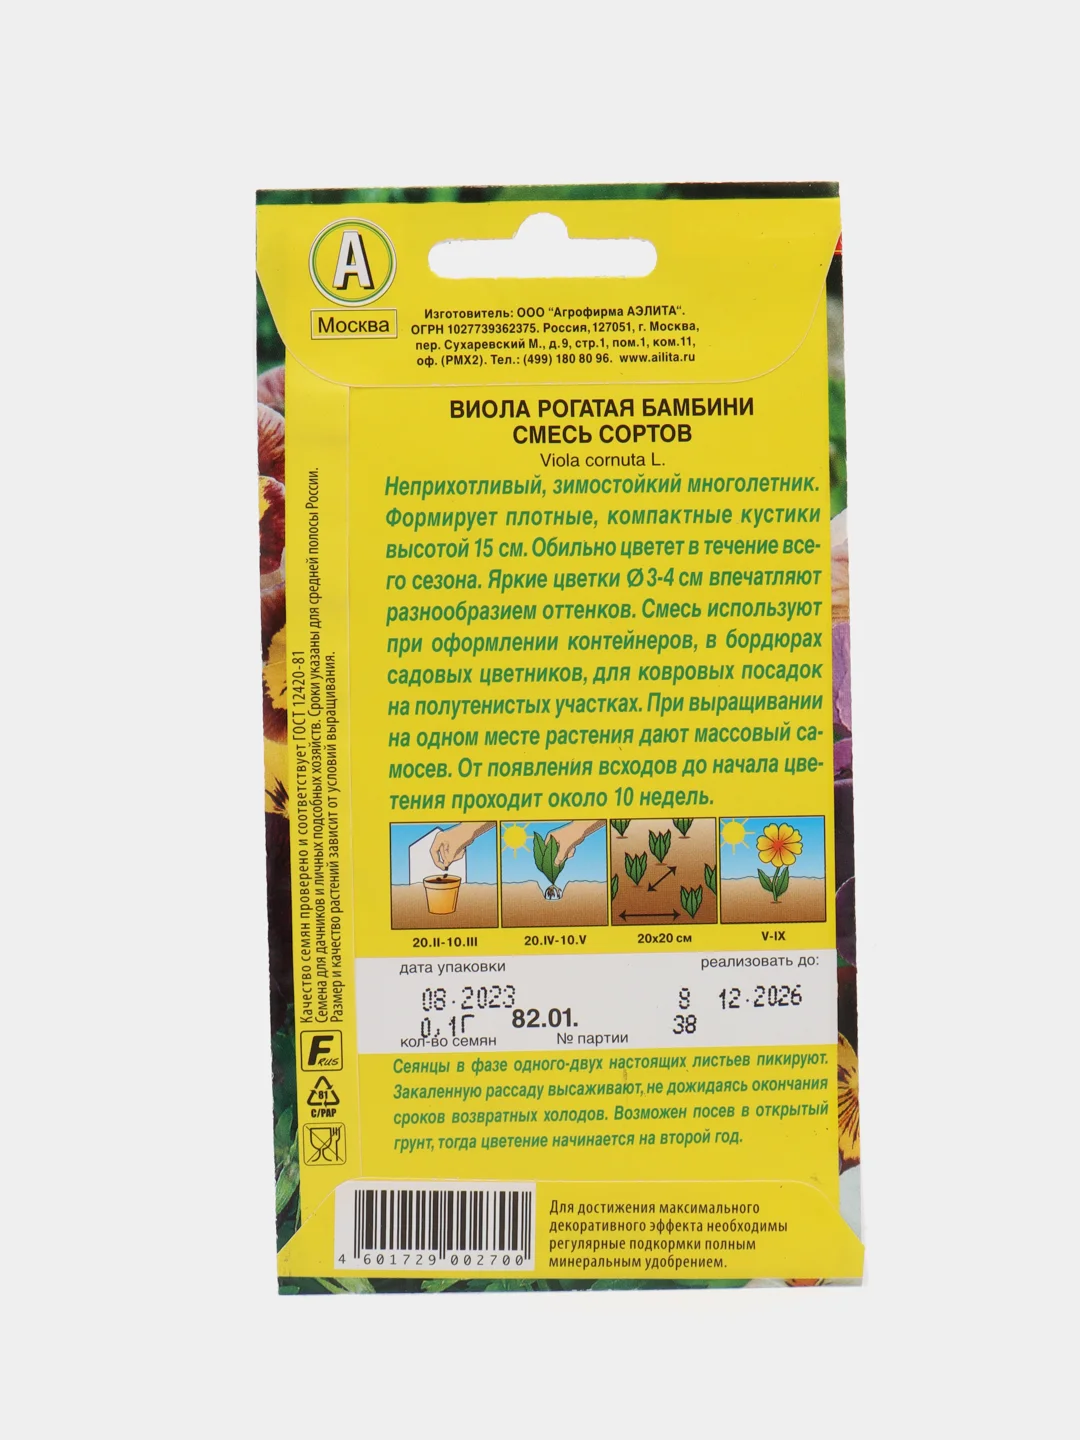 А
Москва
Изготовитель: ООО "Агрофирма АЭЛИТА".
ОГРН 1027739362375. Россия, 127051, г. Москва,
пер. Сухаревский М., д.9, стр.1, пом.1, ком.11,
оф. (РМХ2). Тел.: (499) 180 80 96. www.ailita.ru
ВИОЛА РОГАТАЯ БАМБИНИ
СМЕСЬ СОРТОВ
Viola cornuta L.
Неприхотливый, зимостойкий многолетник.
Формирует плотные, компактные кустики
высотой 15 см. Обильно цветет в течение все-
го сезона. Яркие цветки Ø 3-4 см впечатляют
разнообразием оттенков. Смесь используют
при оформлении контейнеров, в бордюрах
садовых цветников, для ковровых посадок
на полутенистых участках. При выращивании
на одном месте растения дают массовый са-
мосев. От появления всходов до начала цве-
тения проходит около 10 недель.
20.II-10.III
20.IV-10.V
20x20 см
V-IX
дата упаковки
реализовать до:
08.2023
8
12.2026
0,1Г
82.01.
38
кол-во семян
№ партии
Сеянцы в фазе одного-двух настоящих листьев пикируют.
Закаленную рассаду высаживают, не дожидаясь окончания
сроков возвратных холодов. Возможен посев в открытый
грунт, тогда цветение начинается на второй год.
Качество семян проверено и соответствует ГОСТ 12420-81
Семена для дачников и личных подсобных хозяйств. Сроки указаны для средней полосы России.
Размер и качество растений зависит от условий выращивания.
F RUS
81
C/PAP
4 601729 002700
Для достижения максимального
декоративного эффекта необходимы
регулярные подкормки полным
минеральным удобрением.